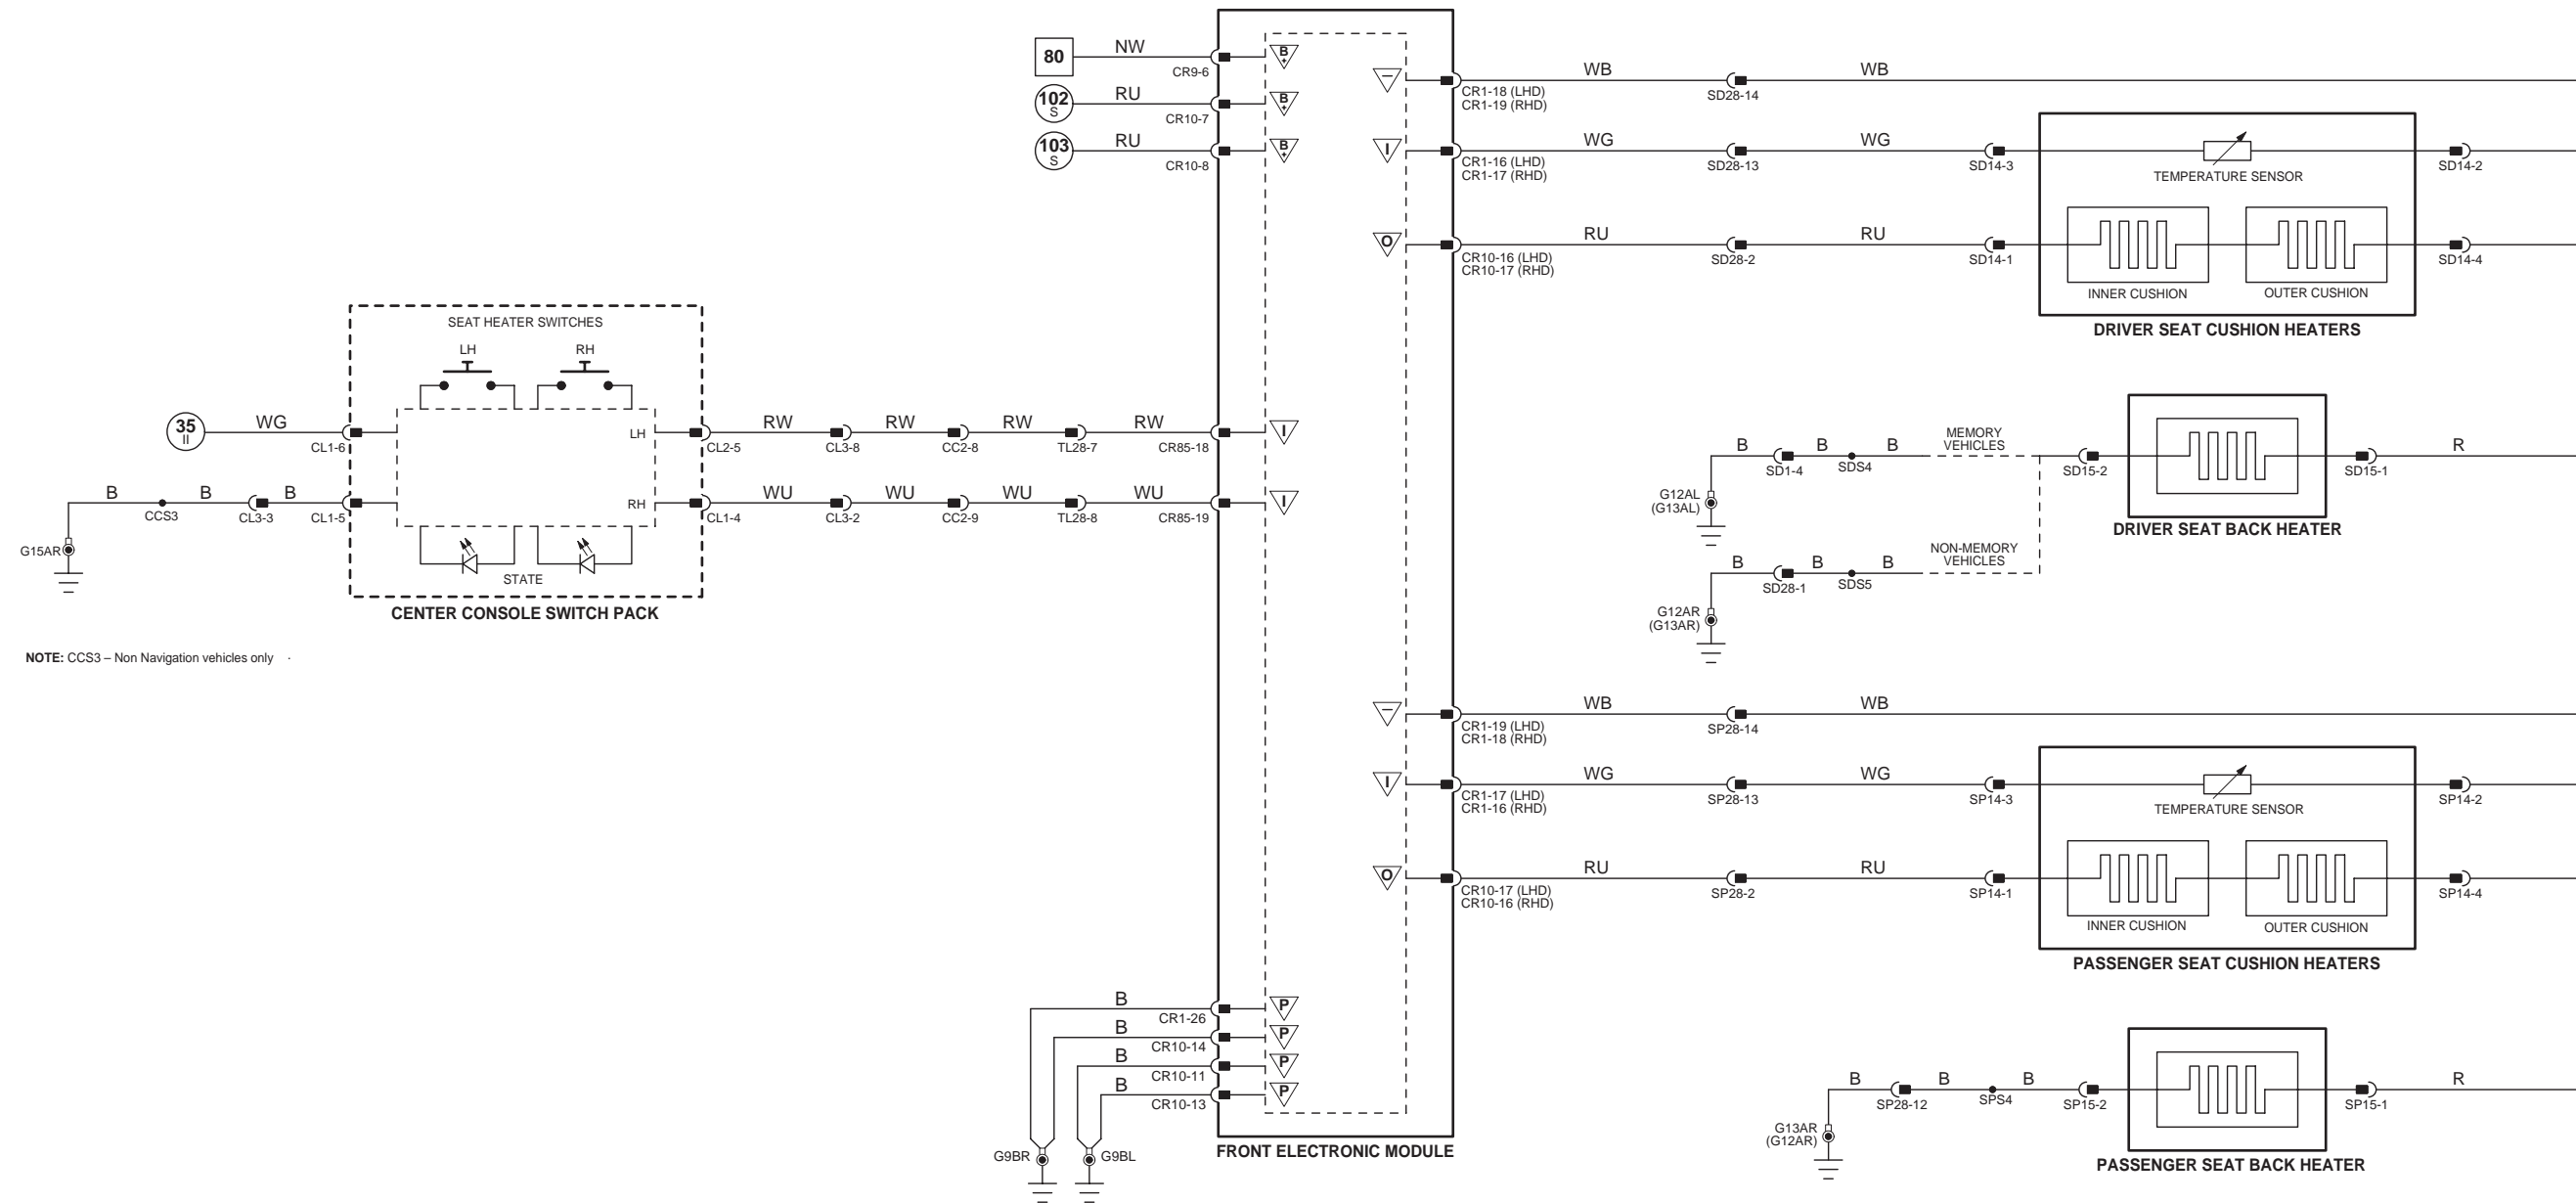 80
NW
CR9-6
B
+
102
S
RU
CR10-7
B
+
103
S
RU
CR10-8
B
+
–
CR1-18 (LHD)
CR1-19 (RHD)
WB
SD28-14
WB
I
CR1-16 (LHD)
CR1-17 (RHD)
WG
SD28-13
WG
SD14-3
TEMPERATURE SENSOR
SD14-2
O
CR10-16 (LHD)
CR10-17 (RHD)
RU
SD28-2
RU
SD14-1
INNER CUSHION
OUTER CUSHION
SD14-4
DRIVER SEAT CUSHION HEATERS
SEAT HEATER SWITCHES
LH
RH
35
II
WG
CL1-6
LH
CL2-5
RW
CL3-8
RW
CC2-8
RW
TL28-7
RW
CR85-18
I
B
CCS3
B
CL3-3
B
CL1-5
RH
CL1-4
WU
CL3-2
WU
CC2-9
WU
TL28-8
WU
CR85-19
I
G15AR
STATE
CENTER CONSOLE SWITCH PACK
NOTE: CCS3 – Non Navigation vehicles only
B
SD1-4
B
SDS4
B
MEMORY
VEHICLES
SD15-2
SD15-1
R
G12AL
(G13AL)
DRIVER SEAT BACK HEATER
B
SD28-1
B
SDS5
B
NON-MEMORY
VEHICLES
G12AR
(G13AR)
–
CR1-19 (LHD)
CR1-18 (RHD)
WB
SP28-14
WB
I
CR1-17 (LHD)
CR1-16 (RHD)
WG
SP28-13
WG
SP14-3
TEMPERATURE SENSOR
SP14-2
O
CR10-17 (LHD)
CR10-16 (RHD)
RU
SP28-2
RU
SP14-1
INNER CUSHION
OUTER CUSHION
SP14-4
PASSENGER SEAT CUSHION HEATERS
B
CR1-26
P
B
CR10-14
P
B
CR10-11
P
B
CR10-13
P
G9BR
G9BL
FRONT ELECTRONIC MODULE
B
SP28-12
B
SPS4
B
SP15-2
SP15-1
R
G13AR
(G12AR)
PASSENGER SEAT BACK HEATER